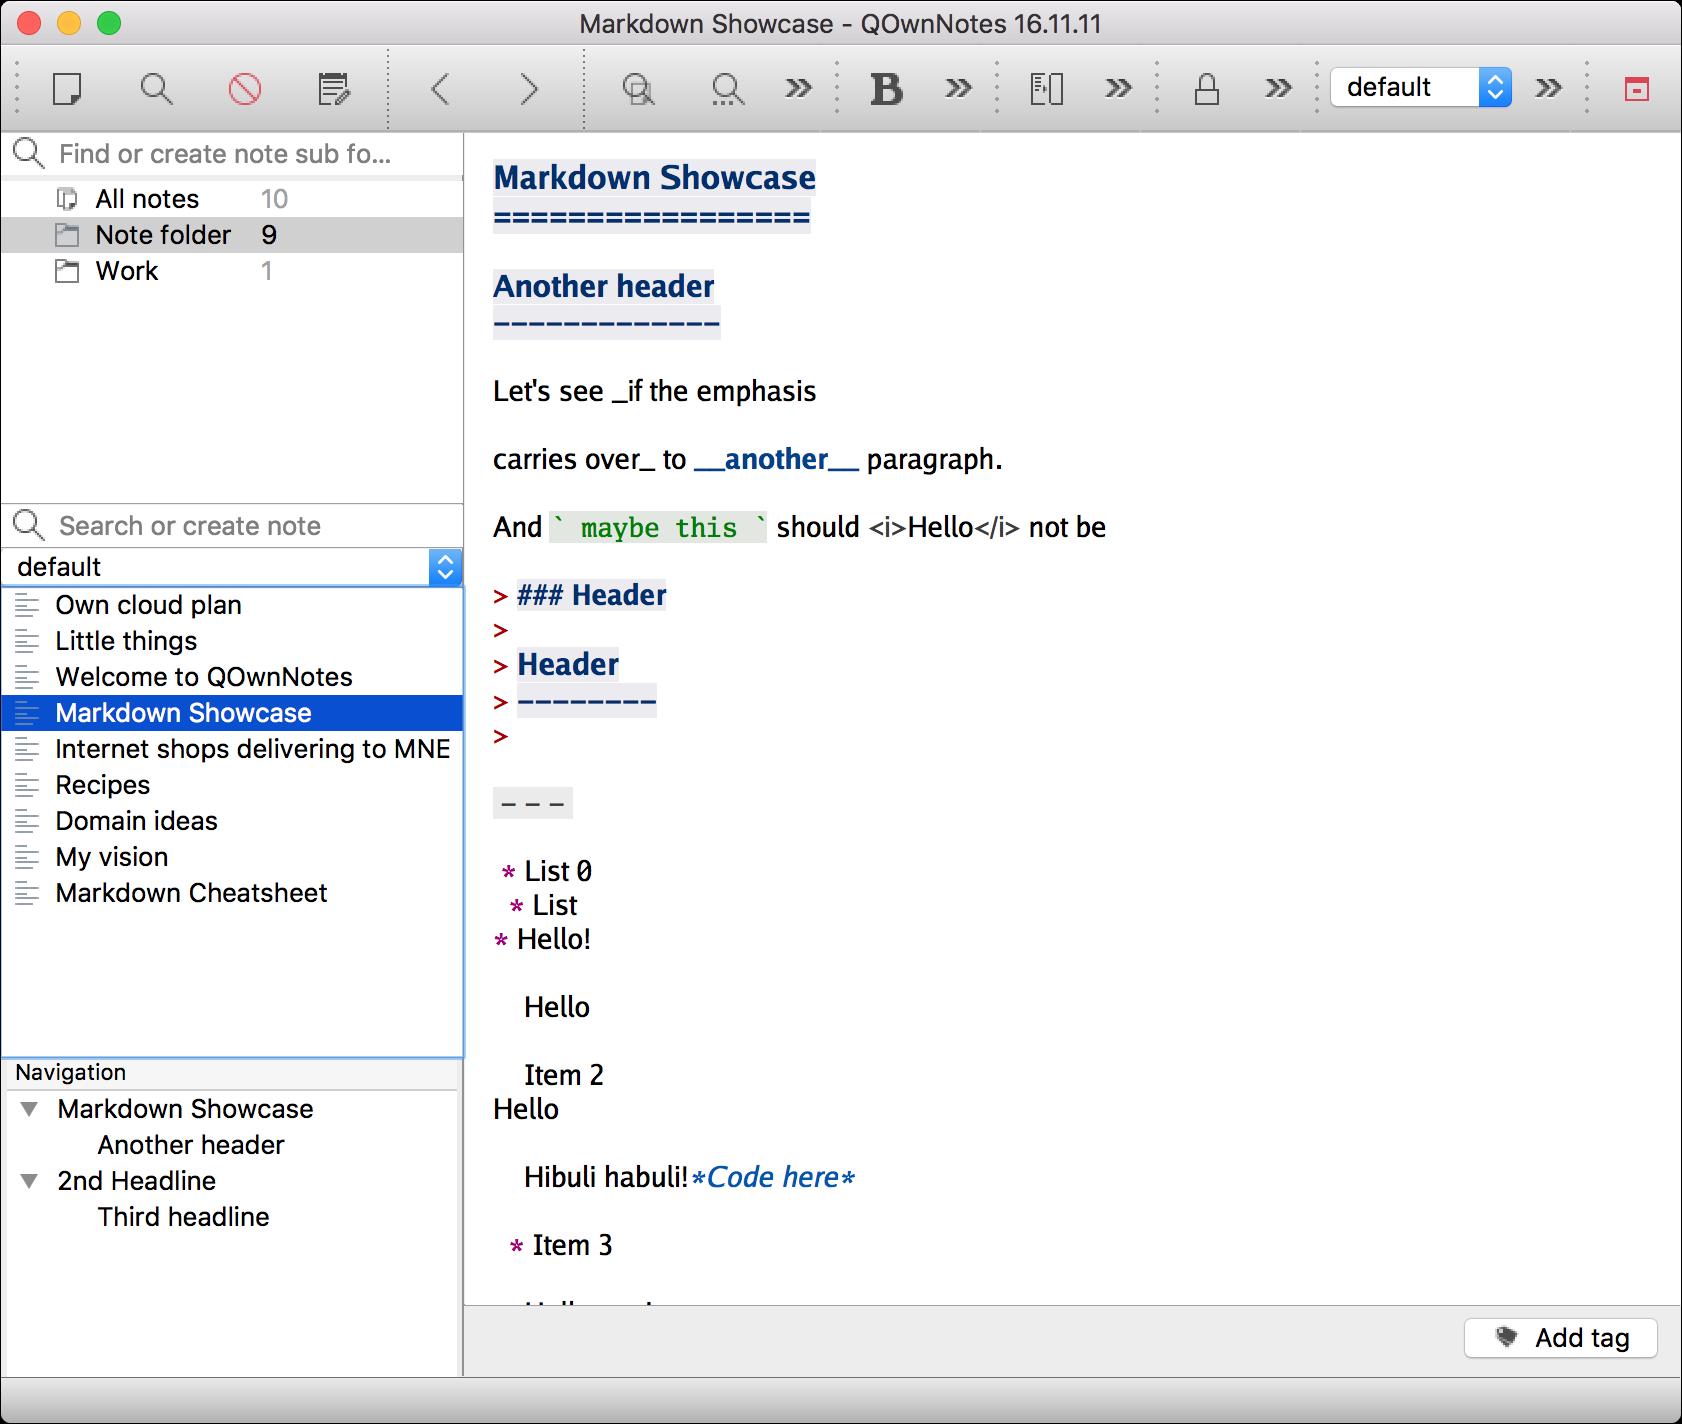 Markdown Showcase - QOwnNotes 16.11.11
B
default
Find or create note sub fo...
All notes 10
Note folder 9
Work 1
Search or create note
default
Own cloud plan
Little things
Welcome to QOwnNotes
Markdown Showcase
Internet shops delivering to MNE
Recipes
Domain ideas
My vision
Markdown Cheatsheet
Navigation
Markdown Showcase
Another header
2nd Headline
Third headline
Markdown Showcase
=================
Another header
-------------
Let's see _if the emphasis
carries over_ to __another__ paragraph.
And ` maybe this ` should <i>Hello</i> not be
> ### Header
>
> Header
> --------
>
- - -
* List 0
* List
* Hello!
Hello
Item 2
Hello
Hibuli habuli!*Code here*
* Item 3
Add tag